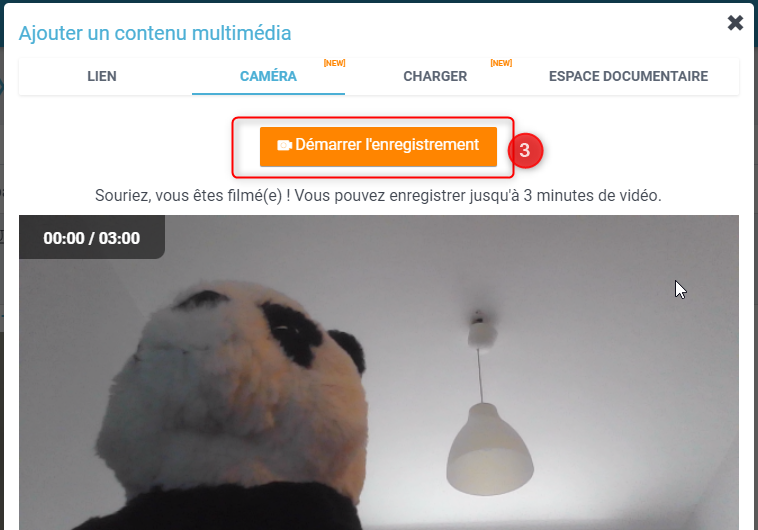 Ajouter un contenu multimédia
LIEN
CAMÉRA
[NEW]
CHARGER
[NEW]
ESPACE DOCUMENTAIRE
Démarrer l'enregistrement
3
Souriez, vous êtes filmé(e) ! Vous pouvez enregistrer jusqu'à 3 minutes de vidéo.
00:00 / 03:00